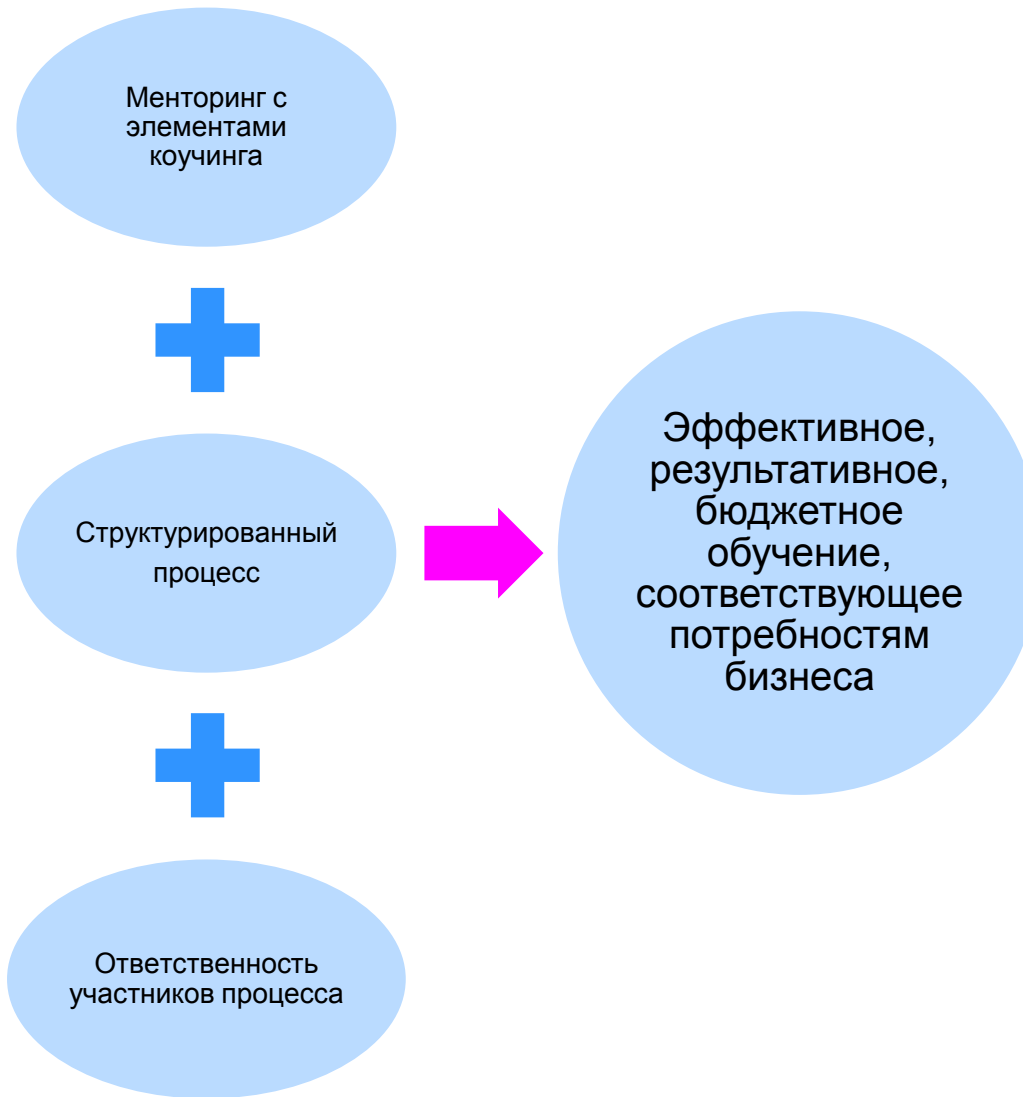 Менторинг с
элементами
коучинга
Структурированный
процесс
Ответственность
участников процесса
Эффективное,
результативное,
бюджетное
обучение,
соответствующее
потребностям
бизнеса